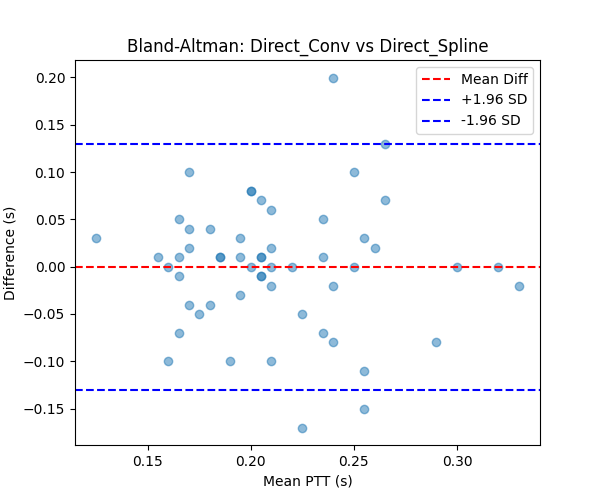 Bland-Altman: Direct_Conv vs Direct_Spline
Mean Diff
+1.96 SD
-1.96 SD
0.20
0.15
0.10
0.05
0.00
−0.05
−0.10
−0.15
Difference (s)
0.15
0.20
0.25
0.30
Mean PTT (s)